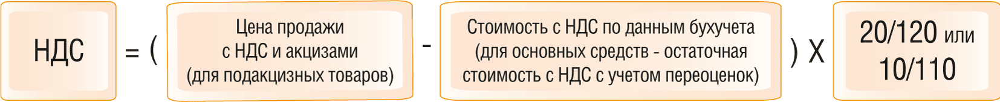 НДС
= (
Цена продажи
с НДС и акцизами
(для подакцизных товаров)
-
Стоимость с НДС по данным бухучета
(для основных средств - остаточная
стоимость с НДС с учетом переоценок)
) X
20/120 или
10/110